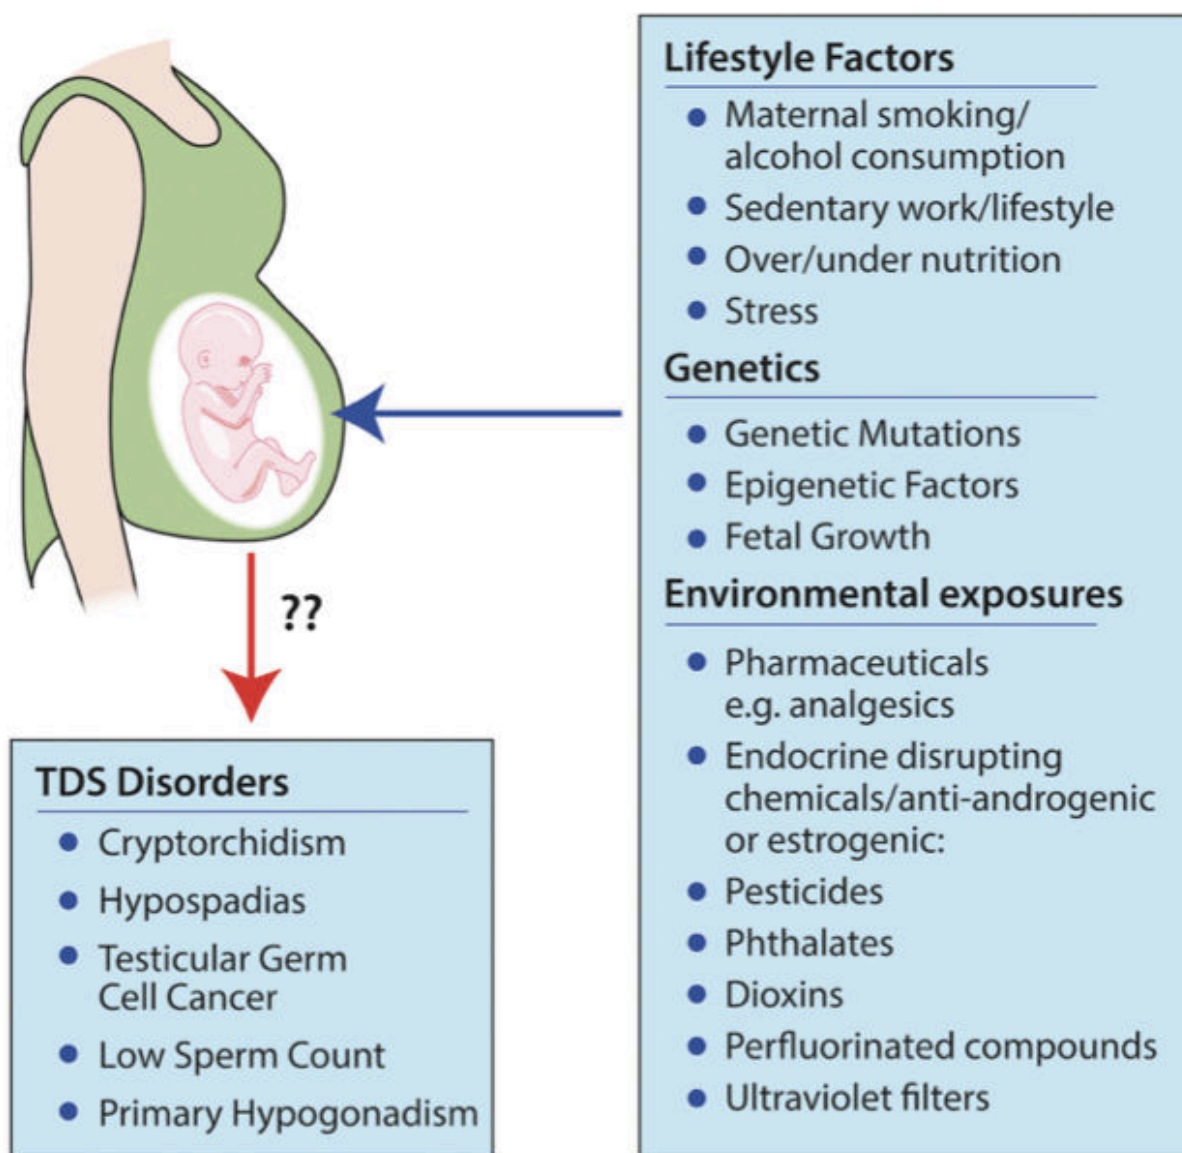 Lifestyle Factors
Maternal smoking/
alcohol consumption
Sedentary work/lifestyle
Over/under nutrition
Stress
Genetics
Genetic Mutations
Epigenetic Factors
Fetal Growth
Environmental exposures
Pharmaceuticals
e.g. analgesics
Endocrine disrupting
chemicals/anti-androgenic
or estrogenic:
Pesticides
Phthalates
Dioxins
Perfluorinated compounds
Ultraviolet filters
??
TDS Disorders
Cryptorchidism
Hypospadias
Testicular Germ
Cell Cancer
Low Sperm Count
Primary Hypogonadism